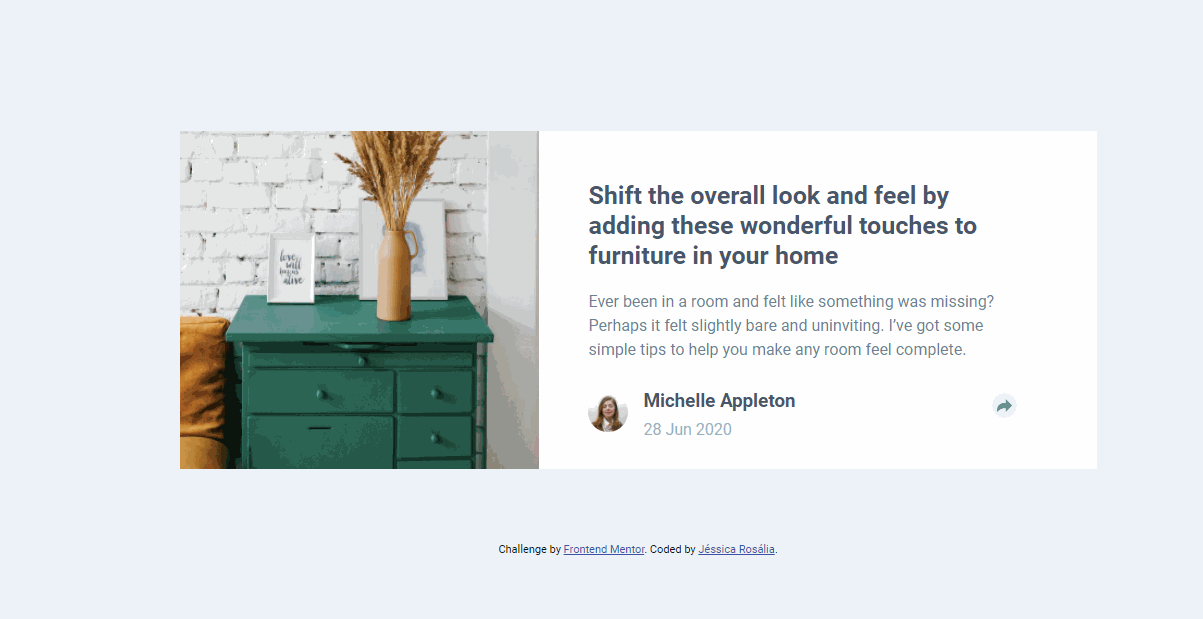 love
will
keep us
alive
Shift the overall look and feel by
adding these wonderful touches to
furniture in your home
Ever been in a room and felt like something was missing?
Perhaps it felt slightly bare and uninviting. I’ve got some
simple tips to help you make any room feel complete.
Michelle Appleton
28 Jun 2020
Challenge by Frontend Mentor. Coded by Jéssica Rosália.